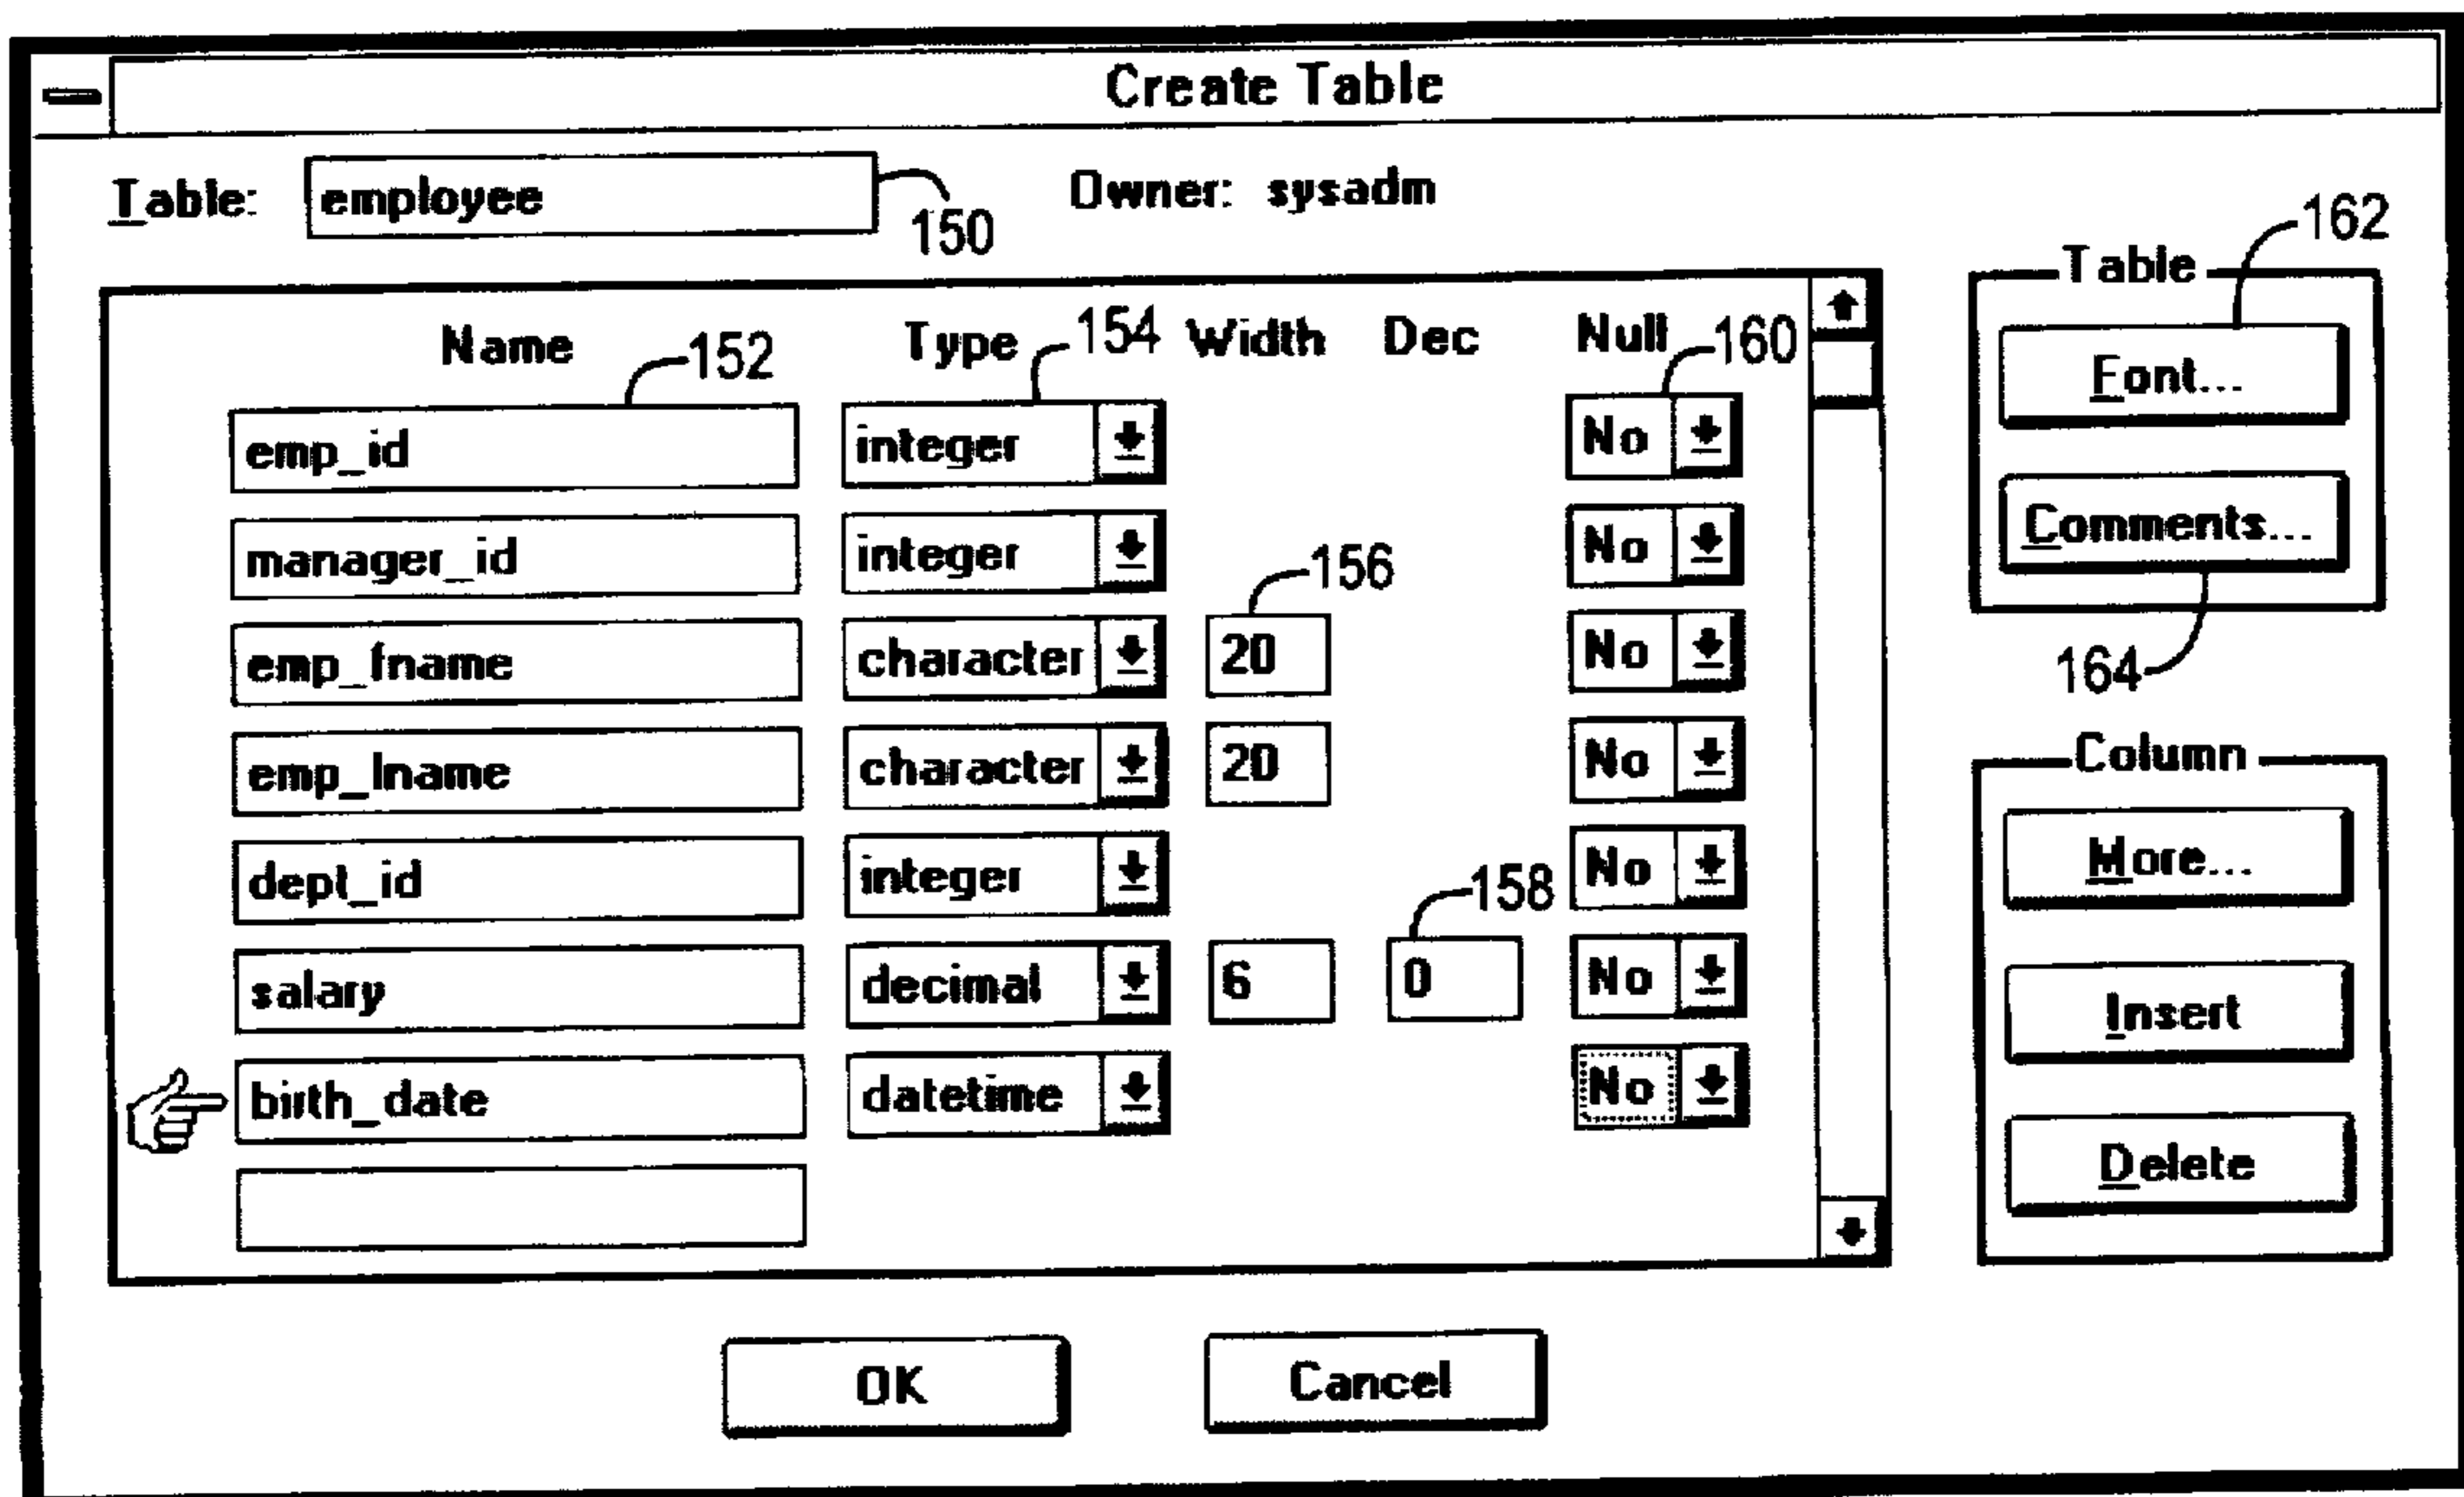 Create Table
Table: employee 150 Owner: sysadm
162
Table
Name 152 Type 154 Width Dec Null 160
Font...
emp_id integer No
Comments...
manager_id integer 156 No
emp_fname character 20 No
164
emp_lname character 20 No
Column
More...
dept_id integer 158 No
salary decimal 6 0 No
Insert
birth_date datetime No
Delete
OK Cancel